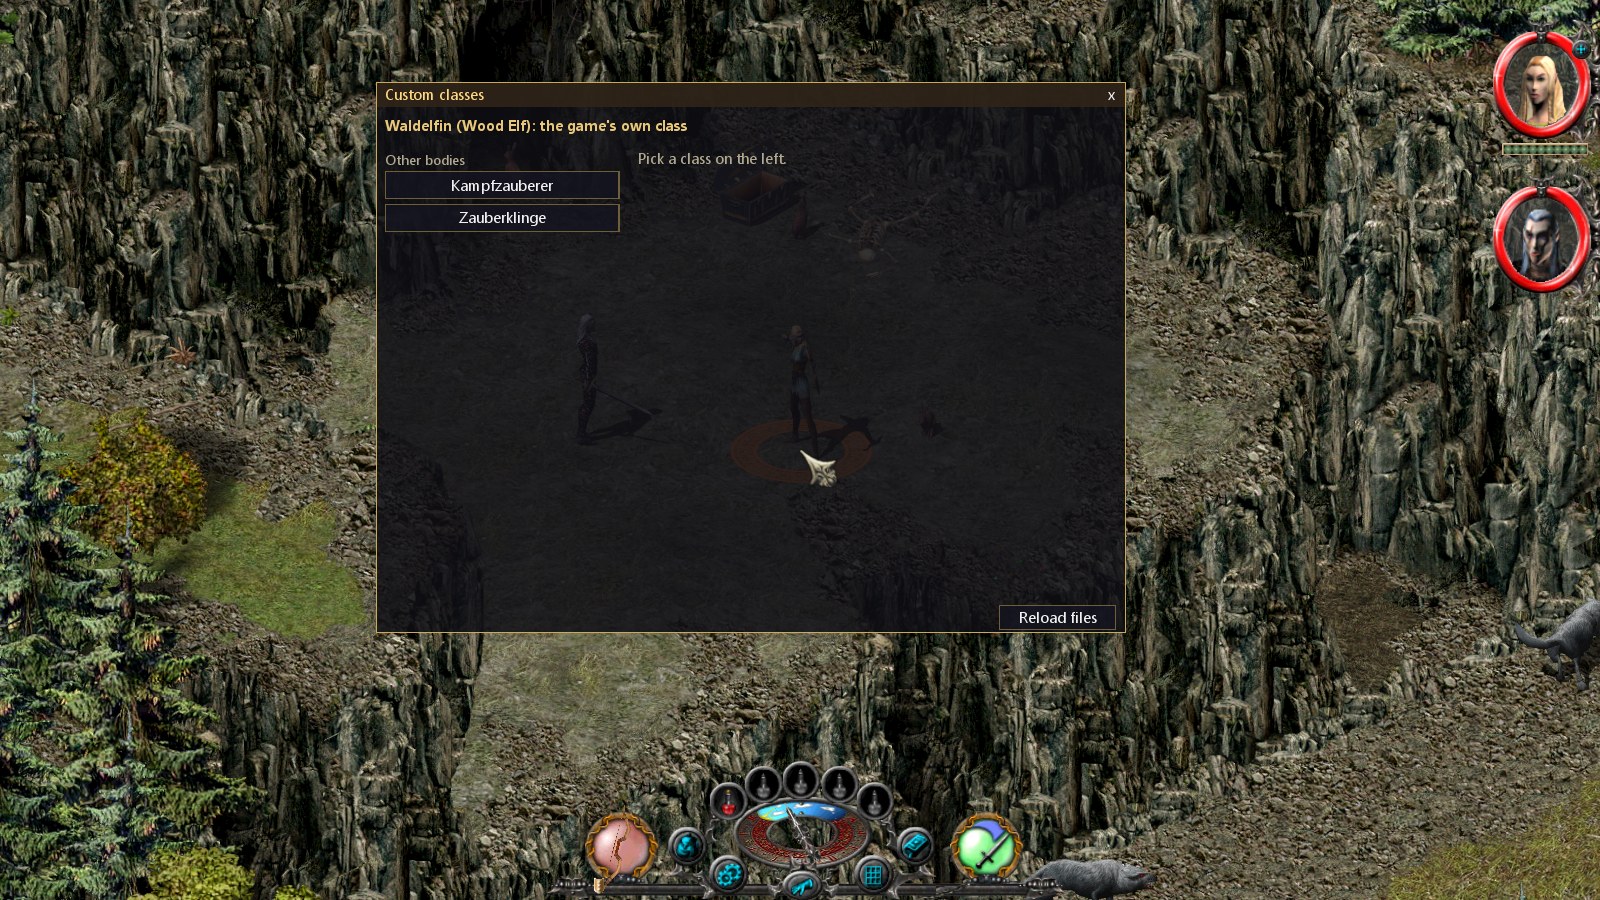 Custom classes
x
Waldelfin (Wood Elf): the game's own class
Other bodies
Pick a class on the left.
Kampfzauberer
Zauberklinge
Reload files